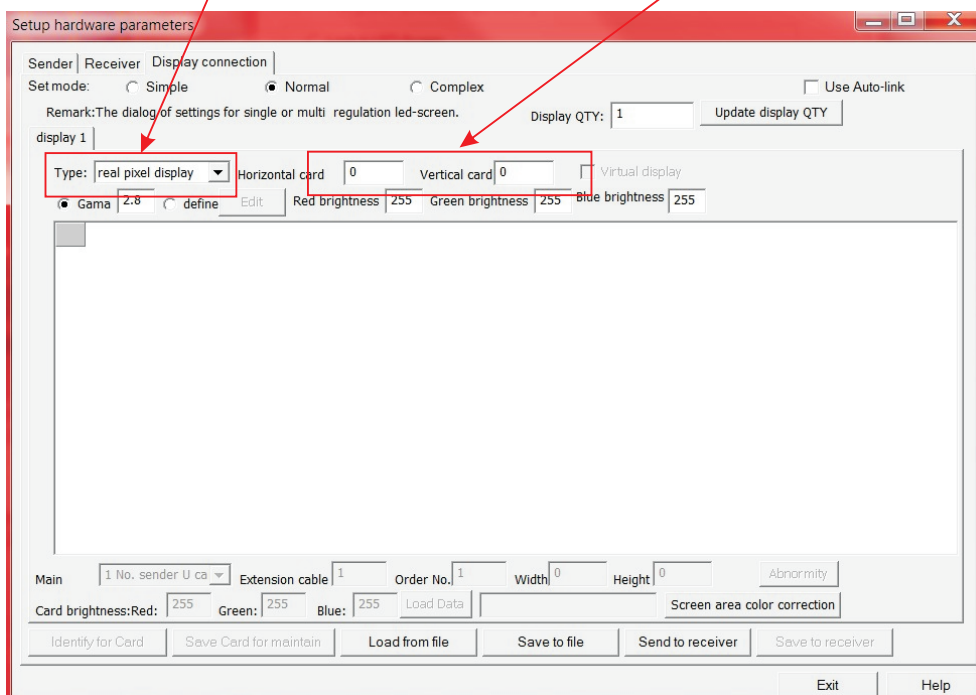 Setup hardware parameters
Sender Receiver Display connection
Set mode: Simple Normal Complex Use Auto-link
Remark:The dialog of settings for single or multi regulation led-screen. Display QTY: 1 Update display QTY
display 1
Type: real pixel display Horizontal card 0 Vertical card 0 Virtual display
Gama 2.8 define Edit Red brightness 255 Green brightness 255 Blue brightness 255
Main 1 No. sender U ca Extension cable 1 Order No. 1 Width 0 Height 0 Abnormity
Card brightness:Red: 255 Green: 255 Blue: 255 Load Data Screen area color correction
Identify for Card Save Card for maintain Load from file Save to file Send to receiver Save to receiver
Exit Help